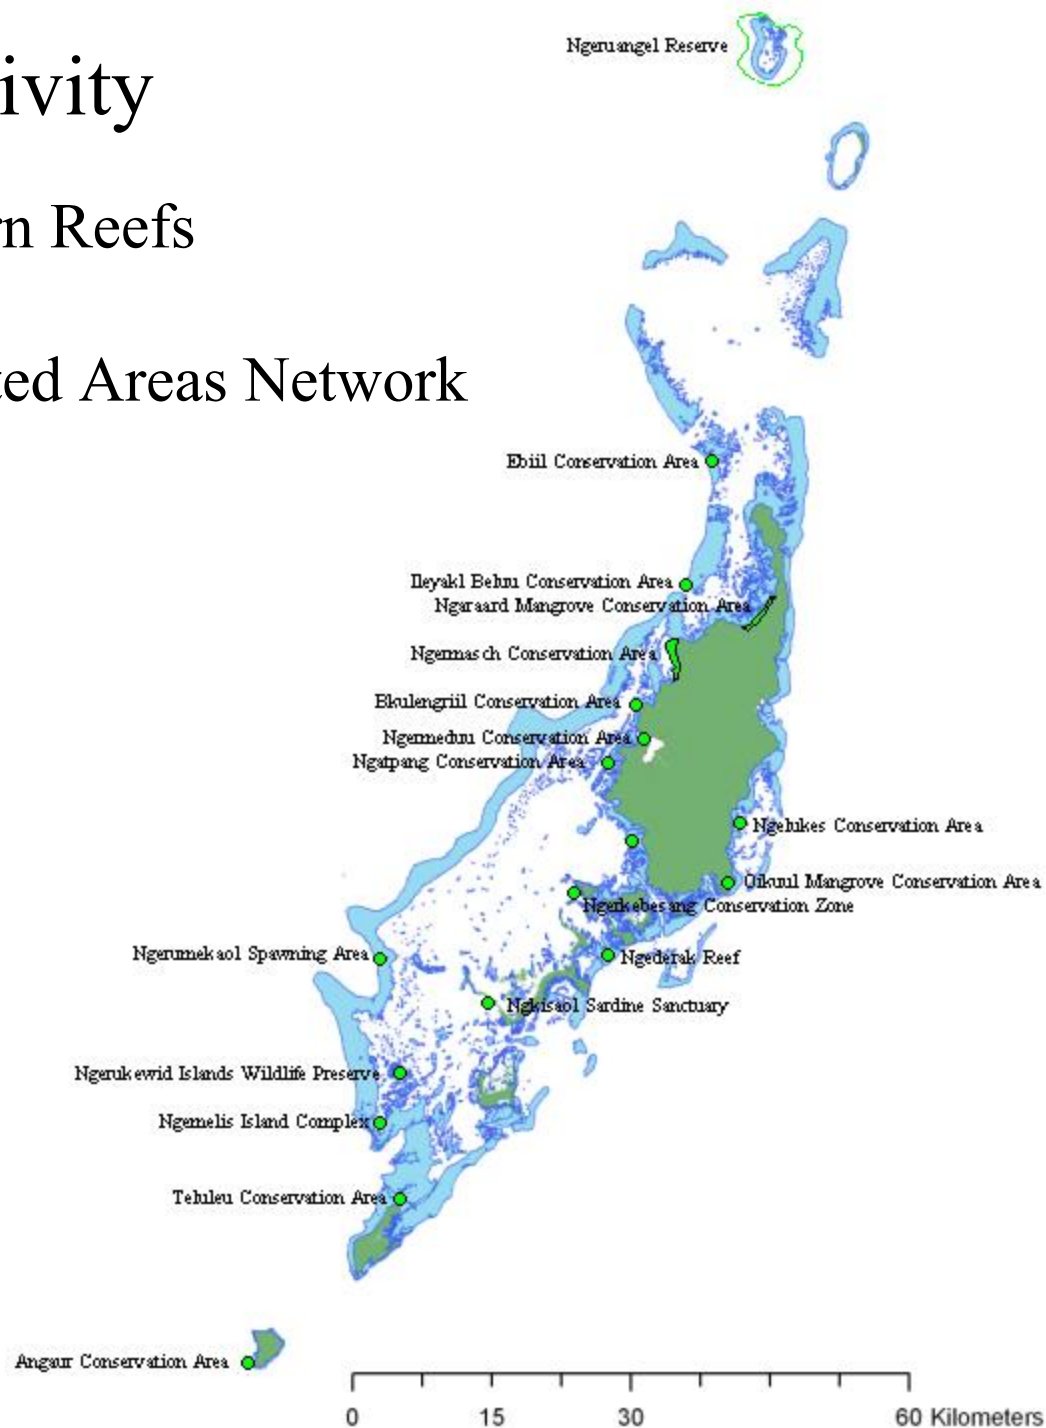 ivity
rn Reefs
ted Areas Network
Ngeruangel Reserve
Ebiil Conservation Area
Ileyakl Beluu Conservation Area
Ngaraard Mangrove Conservation Area
Ngermasch Conservation Area
Bkulengriil Conservation Area
Ngermeduu Conservation Area
Ngatpang Conservation Area
Ngelukes Conservation Area
Oikuul Mangrove Conservation Area
Ngerkebesang Conservation Zone
Ngerumekaol Spawning Area
Ngederak Reef
Ngkisaol Sardine Sanctuary
Ngerukewid Islands Wildlife Preserve
Ngemelis Island Complex
Teluleu Conservation Area
Angaur Conservation Area
0 15 30 60 Kilometers